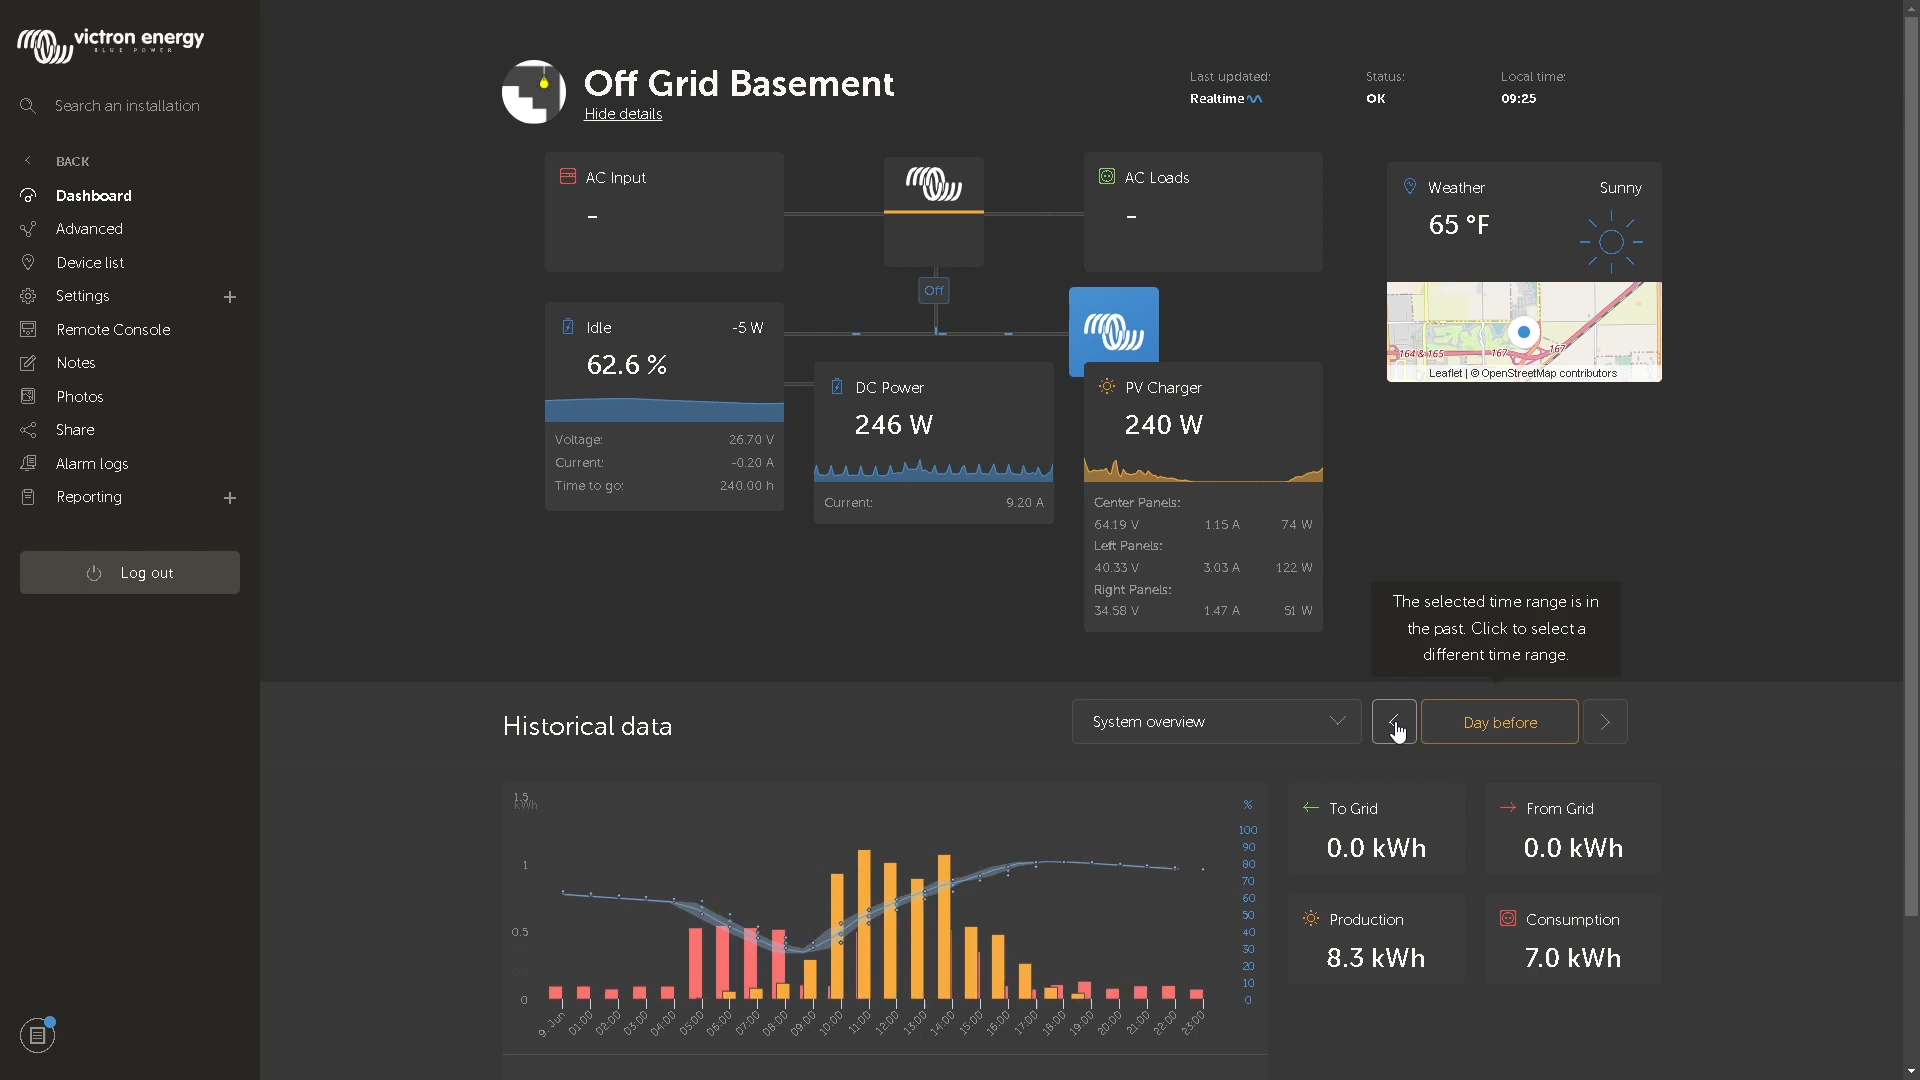 victron energy
BLUE POWER
Search an installation
BACK
Dashboard
Advanced
Device list
Settings
Remote Console
Notes
Photos
Share
Alarm logs
Reporting
Log out
Off Grid Basement
Hide details
Last updated:
Realtime
Status:
OK
Local time:
09:25
AC Input
-
AC Loads
-
Off
Idle
-5 W
62.6 %
Voltage: 26.70 V
Current: -0.20 A
Time to go: 240.00 h
DC Power
246 W
Current: 9.20 A
PV Charger
240 W
Center Panels:
64.19 V 1.15 A 74 W
Left Panels:
40.33 V 3.03 A 122 W
Right Panels:
34.58 V 1.47 A 51 W
Weather Sunny
65 °F
164 & 165
167
167
Leaflet | © OpenStreetMap contributors
The selected time range is in
the past. Click to select a
different time range.
Historical data
System overview
Day before
1.5
kWh
1
0.5
0
%
100
90
80
70
60
50
40
30
20
10
0
9. Jun
01:00
02:00
03:00
04:00
05:00
06:00
07:00
08:00
09:00
10:00
11:00
12:00
13:00
14:00
15:00
16:00
17:00
18:00
19:00
20:00
21:00
22:00
23:00
To Grid
0.0 kWh
From Grid
0.0 kWh
Production
8.3 kWh
Consumption
7.0 kWh